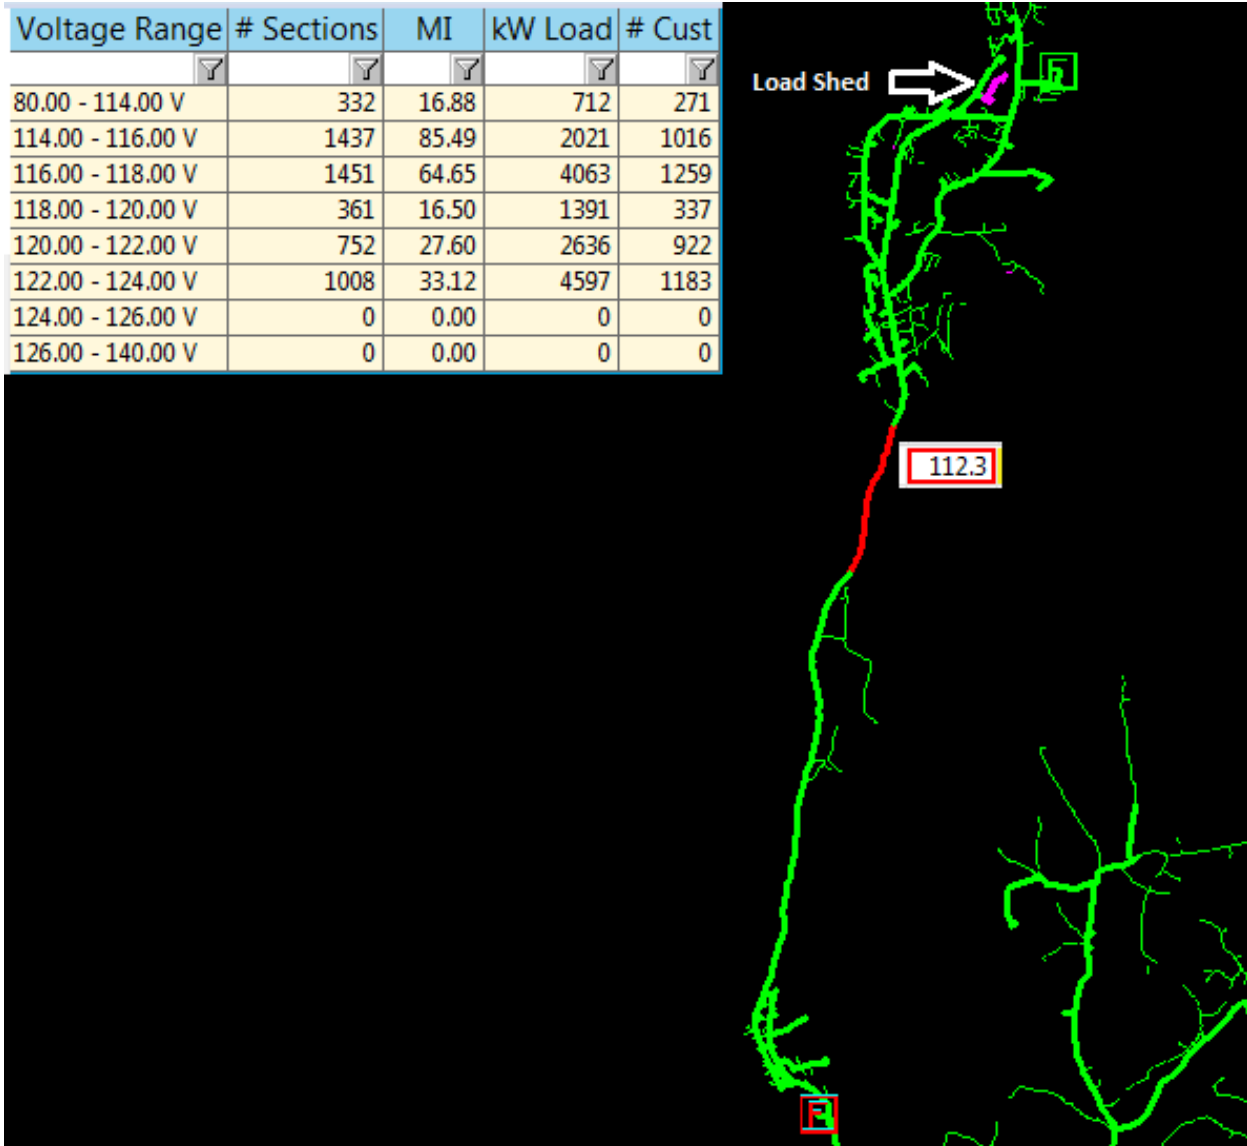 Voltage Range # Sections MI kW Load # Cust
80.00 - 114.00 V 332 16.88 712 271
114.00 - 116.00 V 1437 85.49 2021 1016
116.00 - 118.00 V 1451 64.65 4063 1259
118.00 - 120.00 V 361 16.50 1391 337
120.00 - 122.00 V 752 27.60 2636 922
122.00 - 124.00 V 1008 33.12 4597 1183
124.00 - 126.00 V 0 0.00 0 0
126.00 - 140.00 V 0 0.00 0 0
Load Shed
112.3
F